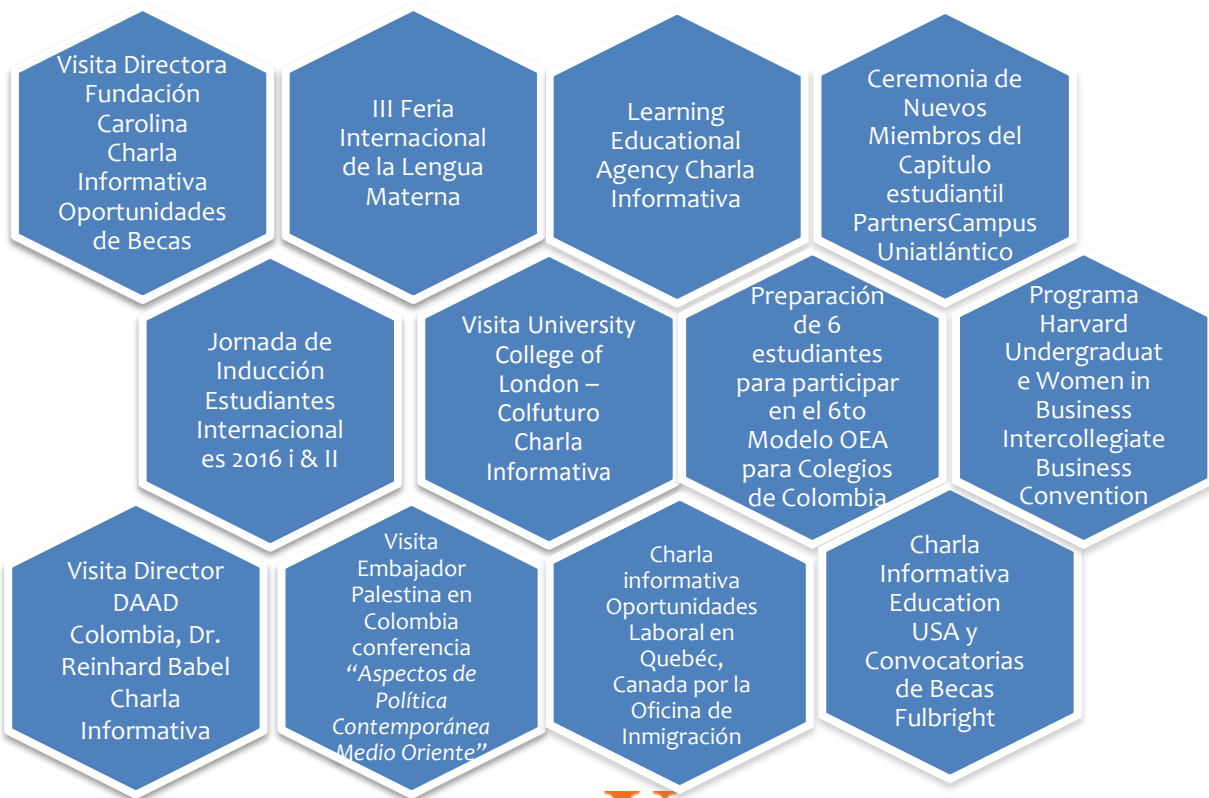 Visita Directora
Fundación
Carolina
Charla
Informativa
Oportunidades
de Becas
III Feria
Internacional
de la Lengua
Materna
Learning
Educational
Agency Charla
Informativa
Ceremonia de
Nuevos
Miembros del
Capitulo
estudiantil
PartnersCampus
Uniatlántico
Jornada de
Inducción
Estudiantes
Internacional
es 2016 i & II
Visita University
College of
London –
Colfuturo
Charla
Informativa
Preparación
de 6
estudiantes
para participar
en el 6to
Modelo OEA
para Colegios
de Colombia
Programa
Harvard
Undergraduat
e Women in
Business
Intercollegiate
Business
Convention
Visita Director
DAAD
Colombia, Dr.
Reinhard Babel
Charla
Informativa
Visita
Embajador
Palestina en
Colombia
conferencia
“Aspectos de
Política
Contemporánea
Medio Oriente”
Charla
informativa
Oportunidades
Laboral en
Quebéc,
Canada por la
Oficina de
Inmigración
Charla
Informativa
Education
USA y
Convocatorias
de Becas
Fulbright